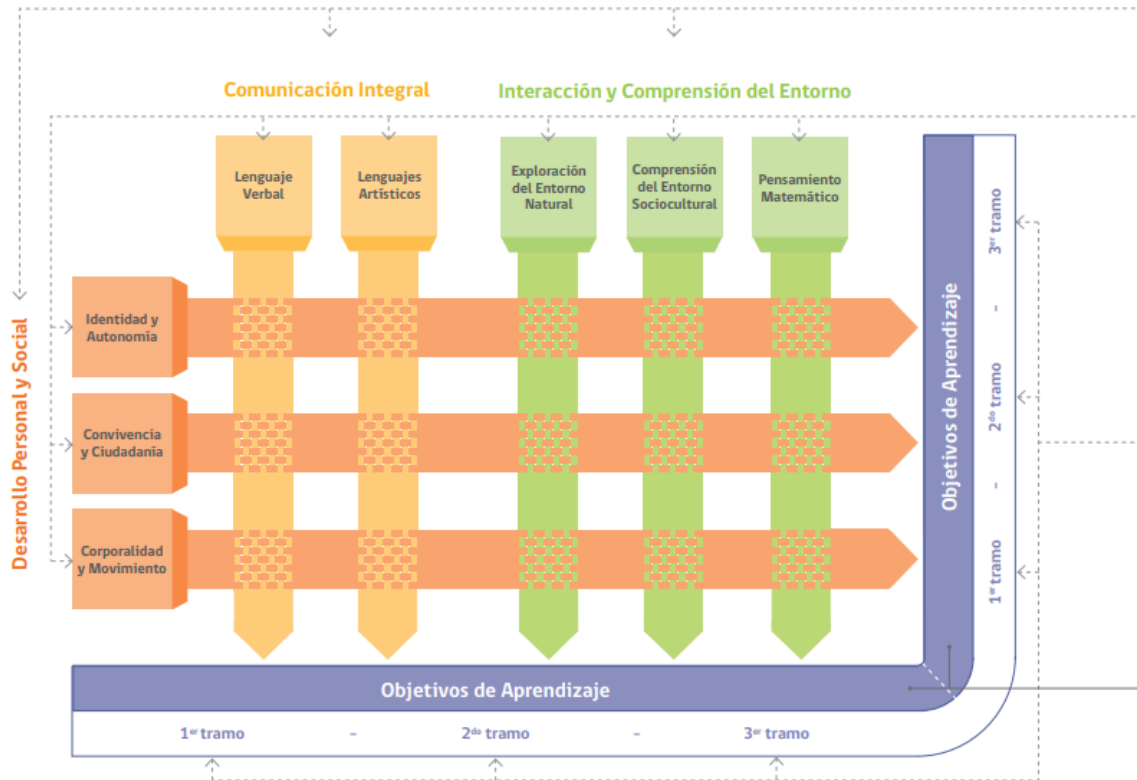 Comunicación Integral
Interacción y Comprensión del Entorno
Lenguaje
Verbal
Lenguajes
Artísticos
Exploración
del Entorno
Natural
Comprensión
del Entorno
Sociocultural
Pensamiento
Matemático
Desarrollo Personal y Social
Identidad y
Autonomía
Convivencia
y Ciudadanía
Corporalidad
y Movimiento
Objetivos de Aprendizaje
1er tramo - 2do tramo - 3er tramo
Objetivos de Aprendizaje
1er tramo - 2do tramo - 3er tramo